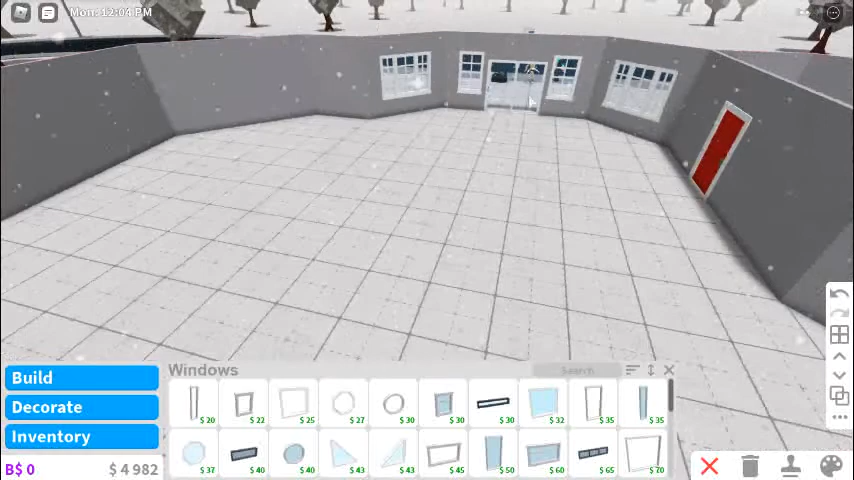 Mon. 12:04 PM
Windows
Search
Build
Decorate
Inventory
B$ 0
$ 4 982
$ 20
$ 22
$ 25
$ 27
$ 30
$ 30
$ 30
$ 32
$ 35
$ 35
$ 37
$ 40
$ 40
$ 43
$ 43
$ 45
$ 50
$ 60
$ 65
$ 70